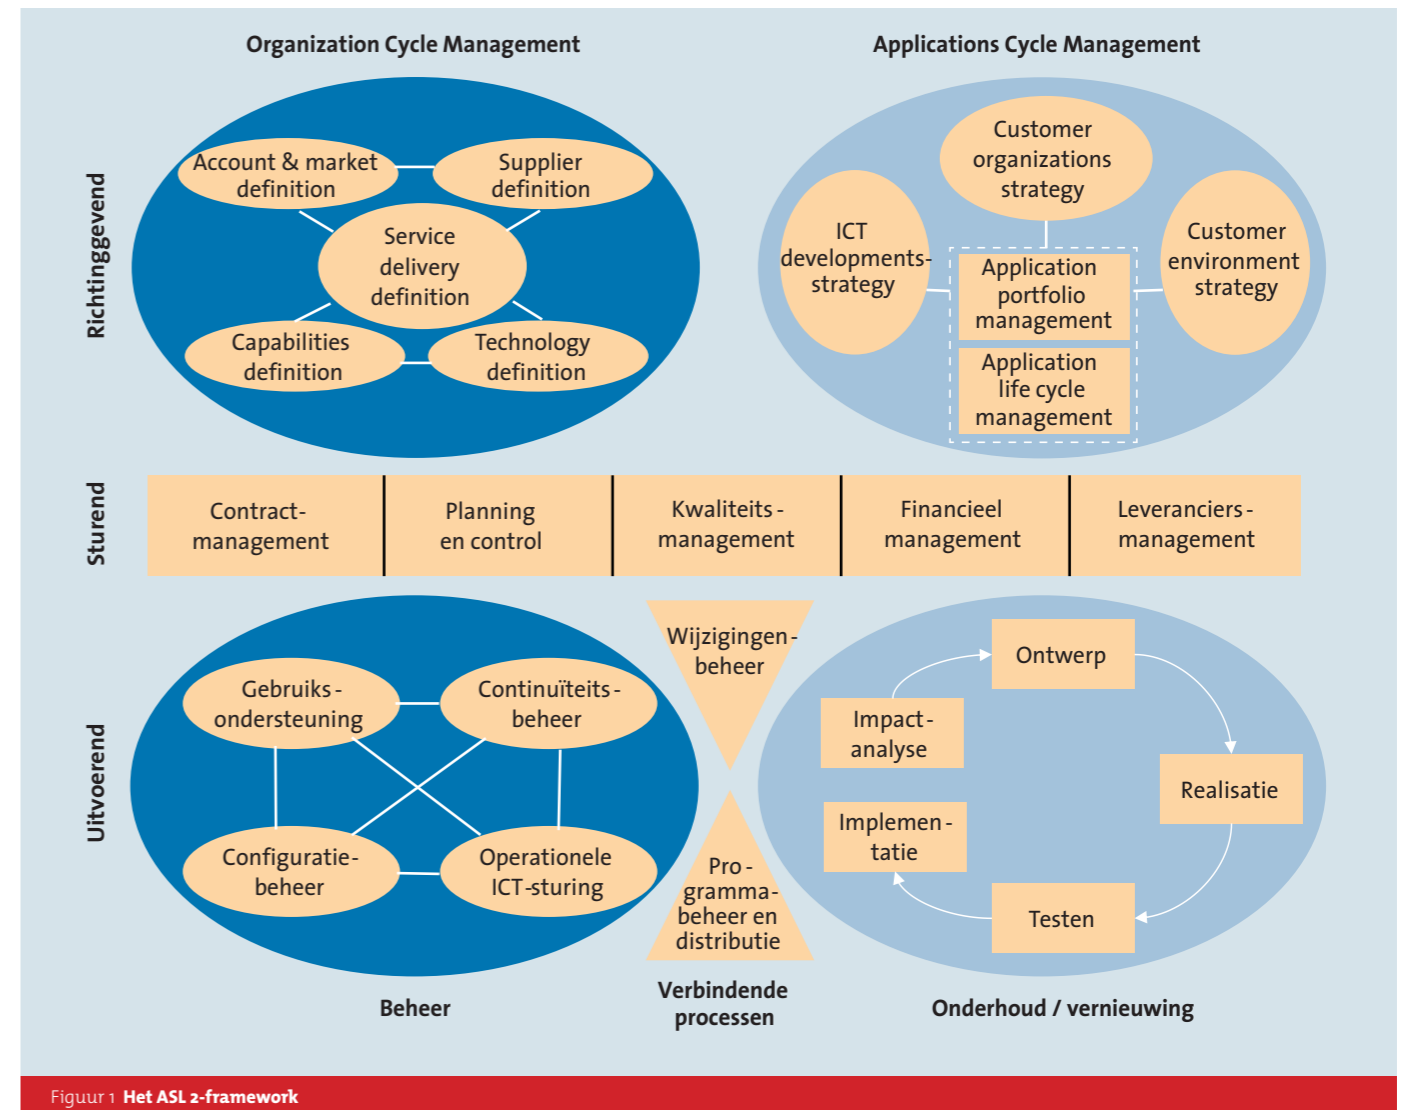 Organization Cycle Management
Applications Cycle Management
Richtinggevend
Account & market
definition
Supplier
definition
Service
delivery
definition
Capabilities
definition
Technology
definition
Customer
organizations
strategy
ICT
developments-
strategy
Customer
environment
strategy
Application
portfolio
management
Application
life cycle
management
Sturend
Contract-
management
Planning
en control
Kwaliteits-
management
Financieel
management
Leveranciers-
management
Uitvoerend
Gebruiks-
ondersteuning
Continuïteits-
beheer
Configuratie-
beheer
Operationele
ICT-sturing
Wijzigingen-
beheer
Pro-
gramma-
beheer en
distributie
Ontwerp
Impact-
analyse
Realisatie
Implemen-
tatie
Testen
Beheer
Verbindende
processen
Onderhoud / vernieuwing
Figuur 1 Het ASL 2-framework